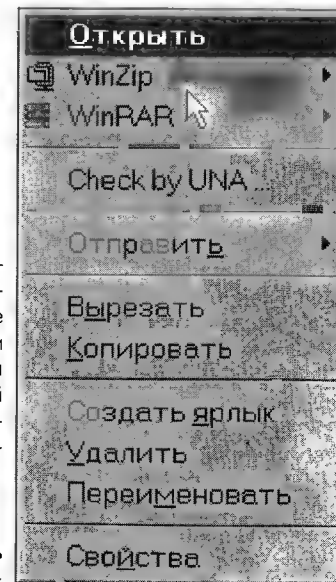 Открыть
WinZip
WinRAR
Check by UNA ...
Отправить
Вырезать
Копировать
Создать ярлык
Удалить
Переименовать
Свойства